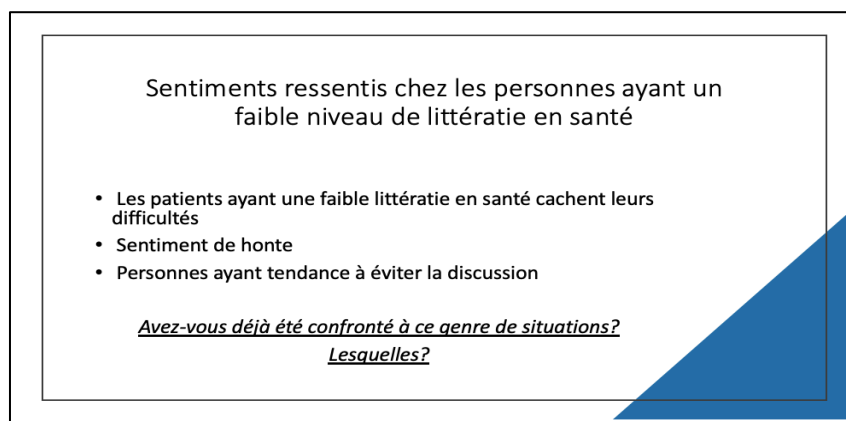 Sentiments ressentis chez les personnes ayant un
faible niveau de littératie en santé
• Les patients ayant une faible littératie en santé cachent leurs
difficultés
• Sentiment de honte
• Personnes ayant tendance à éviter la discussion
Avez-vous déjà été confronté à ce genre de situations?
Lesquelles?